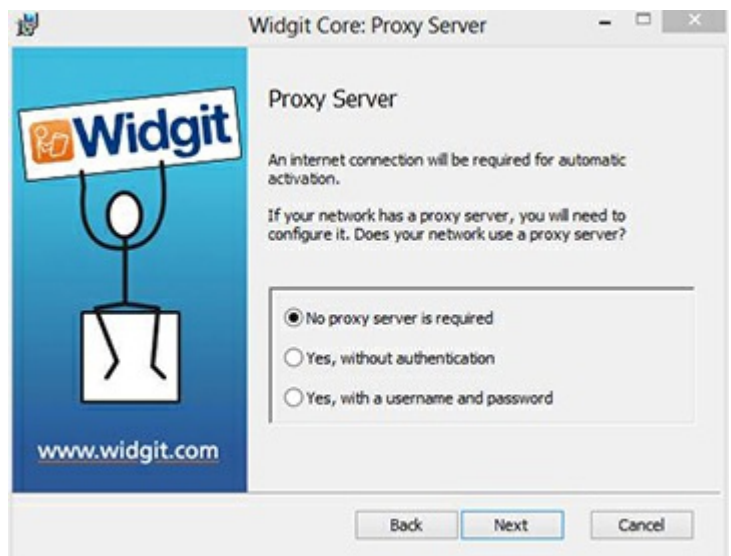 Widgit Core: Proxy Server
Widgit
Proxy Server
An internet connection will be required for automatic
activation.
If your network has a proxy server, you will need to
configure it. Does your network use a proxy server?
No proxy server is required
Yes, without authentication
Yes, with a username and password
www.widgit.com
Back
Next
Cancel